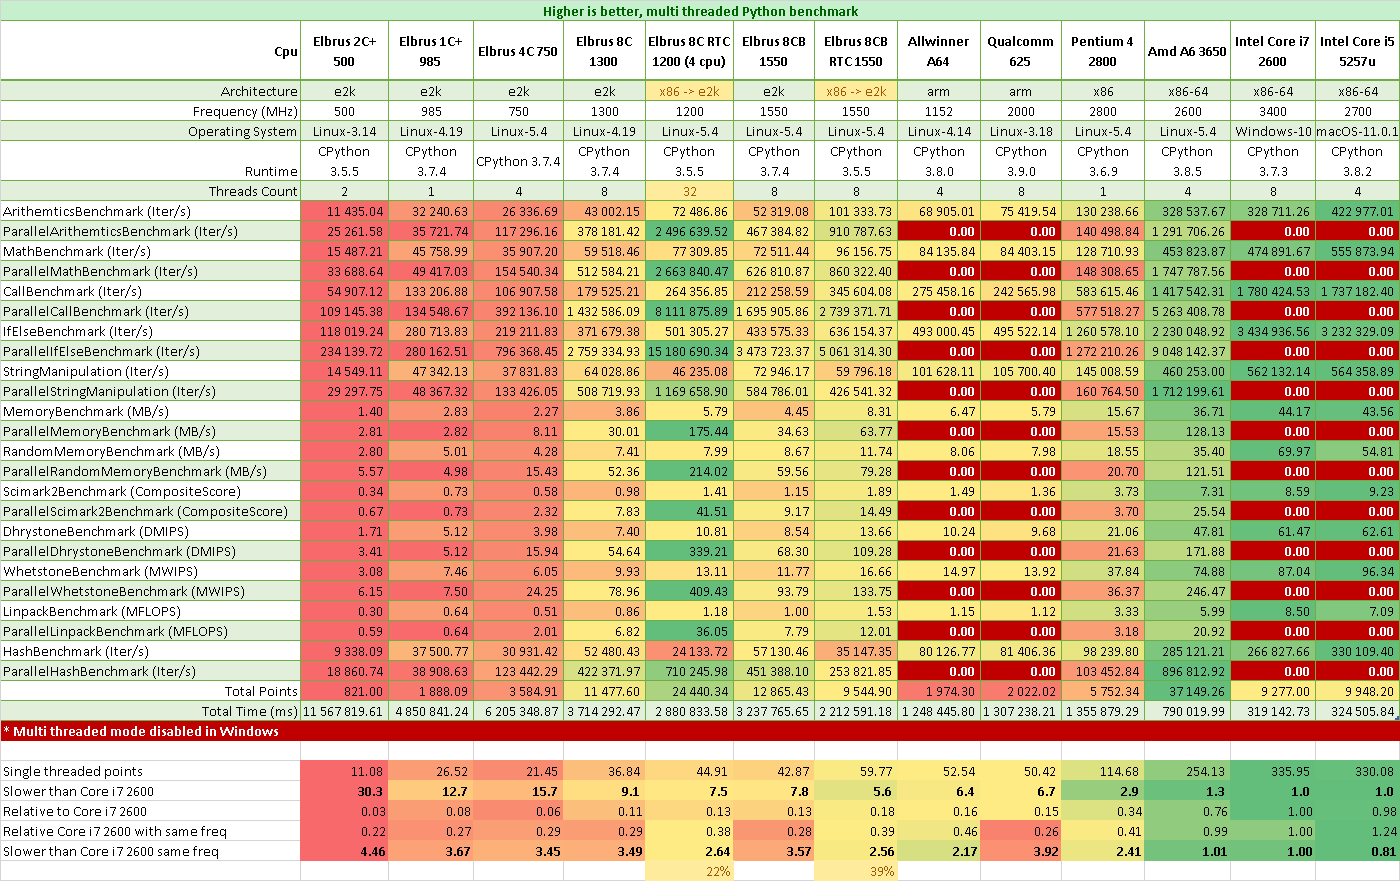 Higher is better, multi threaded Python benchmark
Cpu Elbrus 2C+ 500 Elbrus 1C+ 985 Elbrus 4C 750 Elbrus 8C 1300 Elbrus 8C RTC 1200 (4 cpu) Elbrus 8CB 1550 Elbrus 8CB RTC 1550 Allwinner A64 Qualcomm 625 Pentium 4 2800 Amd A6 3650 Intel Core i7 2600 Intel Core i5 5257u
Architecture e2k e2k e2k e2k x86 -> e2k e2k x86 -> e2k arm arm x86 x86-64 x86-64 x86-64
Frequency (MHz) 500 985 750 1300 1200 1550 1550 1152 2000 2800 2600 3400 2700
Operating System Linux-3.14 Linux-4.19 Linux-5.4 Linux-4.19 Linux-5.4 Linux-5.4 Linux-5.4 Linux-4.14 Linux-3.18 Linux-5.4 Linux-5.4 Windows-10 macOS-11.0.1
Runtime CPython 3.5.5 CPython 3.7.4 CPython 3.7.4 CPython 3.7.4 CPython 3.5.5 CPython 3.7.4 CPython 3.5.5 CPython 3.8.0 CPython 3.9.0 CPython 3.6.9 CPython 3.8.5 CPython 3.7.3 CPython 3.8.2
Threads Count 2 1 4 8 32 8 8 4 8 1 4 8 4
ArithemticsBenchmark (Iter/s) 11 435.04 32 240.63 26 336.69 43 002.15 72 486.86 52 319.08 101 333.73 68 905.01 75 419.54 130 238.66 328 537.67 328 711.26 422 977.01
ParallelArithemticsBenchmark (Iter/s) 25 261.58 35 721.74 117 296.16 378 181.42 2 496 639.52 467 384.82 910 787.63 0.00 0.00 140 498.84 1 291 706.26 0.00 0.00
MathBenchmark (Iter/s) 15 487.21 45 758.99 35 907.20 59 518.46 77 309.85 72 511.44 96 156.75 84 135.84 84 403.15 128 710.93 453 823.87 474 891.67 555 873.94
ParallelMathBenchmark (Iter/s) 33 688.64 49 417.03 154 540.34 512 584.21 2 663 840.47 626 810.87 860 322.40 0.00 0.00 148 308.65 1 747 787.56 0.00 0.00
CallBenchmark (Iter/s) 54 907.12 133 206.88 106 907.58 179 525.21 264 356.85 212 258.59 345 604.08 275 458.16 242 565.98 583 615.46 1 417 542.31 1 780 424.53 1 737 182.40
ParallelCallBenchmark (Iter/s) 109 145.38 134 548.67 392 136.10 1 432 586.09 8 111 875.89 1 695 905.86 2 739 371.71 0.00 0.00 577 518.27 5 263 408.78 0.00 0.00
IfElseBenchmark (Iter/s) 118 019.24 280 713.83 219 211.83 371 679.38 501 305.27 433 575.33 636 154.37 493 000.45 495 522.14 1 260 578.10 2 230 048.92 3 434 936.56 3 232 329.09
ParallelIfElseBenchmark (Iter/s) 234 139.72 280 162.51 796 368.45 2 759 334.93 15 180 690.34 3 473 723.37 5 061 314.30 0.00 0.00 1 272 210.26 9 048 142.37 0.00 0.00
StringManipulation (Iter/s) 14 549.11 47 342.13 37 831.83 64 028.86 46 235.08 72 946.17 59 796.18 101 628.11 105 700.40 145 008.59 460 253.00 562 132.14 564 358.89
ParallelStringManipulation (Iter/s) 29 297.75 48 367.32 133 426.05 508 719.93 1 169 658.90 584 786.01 426 541.32 0.00 0.00 160 764.50 1 712 199.61 0.00 0.00
MemoryBenchmark (MB/s) 1.40 2.83 2.27 3.86 5.79 4.45 8.31 6.47 5.79 15.67 36.71 44.17 43.56
ParallelMemoryBenchmark (MB/s) 2.81 2.82 8.11 30.01 175.44 34.63 63.77 0.00 0.00 15.53 128.13 0.00 0.00
RandomMemoryBenchmark (MB/s) 2.80 5.01 4.28 7.41 7.99 8.67 11.74 8.06 7.98 18.55 35.40 69.97 54.81
ParallelRandomMemoryBenchmark (MB/s) 5.57 4.98 15.43 52.36 214.02 59.56 79.28 0.00 0.00 20.70 121.51 0.00 0.00
Scimark2Benchmark (CompositeScore) 0.34 0.73 0.58 0.98 1.41 1.15 1.89 1.49 1.36 3.73 7.31 8.59 9.23
ParallelScimark2Benchmark (CompositeScore) 0.67 0.73 2.32 7.83 41.51 9.17 14.49 0.00 0.00 3.70 25.54 0.00 0.00
DhrystoneBenchmark (DMIPS) 1.71 5.12 3.98 7.40 10.81 8.54 13.66 10.24 9.68 21.06 47.81 61.47 62.61
ParallelDhrystoneBenchmark (DMIPS) 3.41 5.12 15.94 54.64 339.21 68.30 109.28 0.00 0.00 21.63 171.88 0.00 0.00
WhetstoneBenchmark (MWIPS) 3.08 7.46 6.05 9.93 13.11 11.77 16.66 14.97 13.92 37.84 74.88 87.04 96.34
ParallelWhetstoneBenchmark (MWIPS) 6.15 7.50 24.25 78.96 409.43 93.79 133.75 0.00 0.00 36.37 246.47 0.00 0.00
LinpackBenchmark (MFLOPS) 0.30 0.64 0.51 0.86 1.18 1.00 1.53 1.15 1.12 3.33 5.99 8.50 7.09
ParallelLinpackBenchmark (MFLOPS) 0.59 0.64 2.01 6.82 36.05 7.79 12.01 0.00 0.00 3.18 20.92 0.00 0.00
HashBenchmark (Iter/s) 9 338.09 37 500.77 30 931.42 52 480.43 24 133.72 57 130.46 35 147.35 80 126.77 81 406.36 98 239.80 285 121.21 266 827.66 330 109.40
ParallelHashBenchmark (Iter/s) 18 860.74 38 908.63 123 442.29 422 371.97 710 245.98 451 388.10 253 821.85 0.00 0.00 103 452.84 896 812.92 0.00 0.00
Total Points 821.00 1 888.09 3 584.91 11 477.60 24 440.34 12 865.43 9 544.90 1 974.30 2 022.02 5 752.34 37 149.26 9 277.00 9 948.20
Total Time (ms) 11 567 819.61 4 850 841.24 6 205 348.87 3 714 292.47 2 880 833.58 3 237 765.65 2 212 591.18 1 248 445.80 1 307 238.21 1 355 879.29 790 019.99 319 142.73 324 505.84
* Multi threaded mode disabled in Windows
Single threaded points 11.08 26.52 21.45 36.84 44.91 42.87 59.77 52.54 50.42 114.68 254.13 335.95 330.08
Slower than Core i7 2600 30.3 12.7 15.7 9.1 7.5 7.8 5.6 6.4 6.7 2.9 1.3 1.0 1.0
Relative to Core i7 2600 0.03 0.08 0.06 0.11 0.13 0.13 0.18 0.16 0.15 0.34 0.76 1.00 0.98
Relative Core i7 2600 with same freq 0.22 0.27 0.29 0.29 0.38 0.28 0.39 0.46 0.26 0.41 0.99 1.00 1.24
Slower than Core i7 2600 same freq 4.46 3.67 3.45 3.49 2.64 3.57 2.56 2.17 3.92 2.41 1.01 1.00 0.81
22% 39%